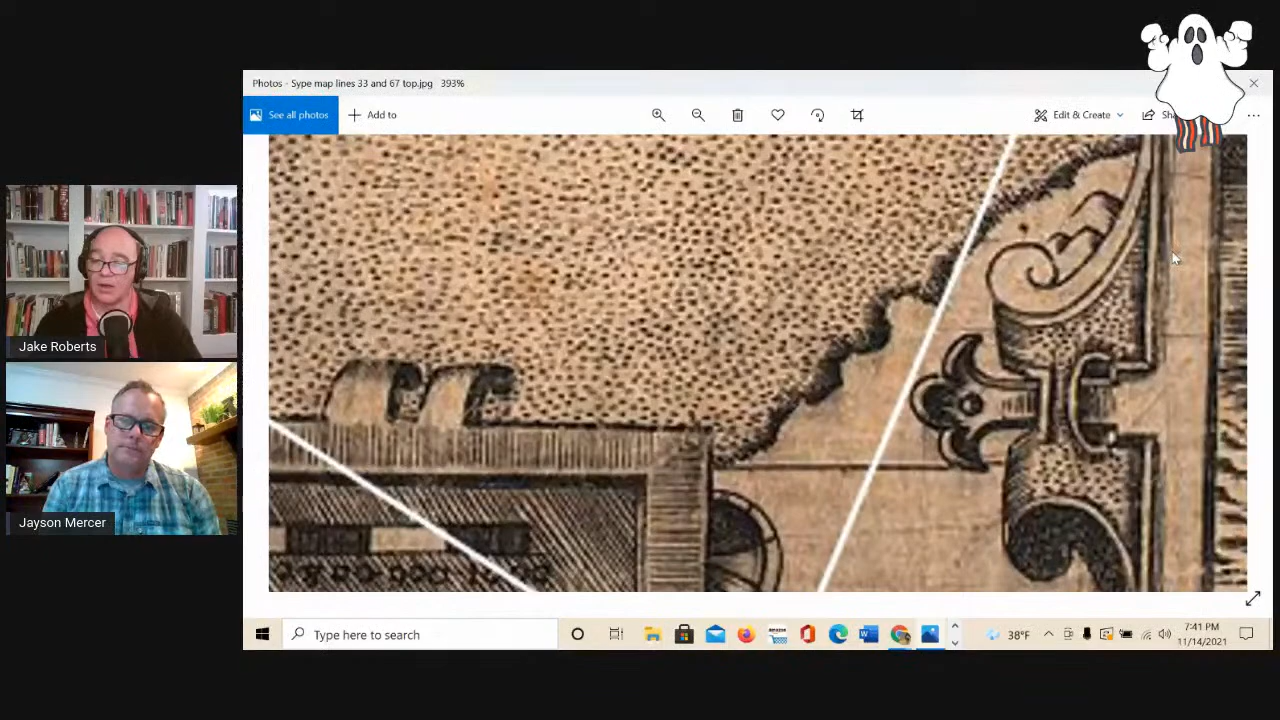 Photos - Sype map lines 33 and 67 top.jpg 393%
See all photos
Add to
Edit & Create
Jake Roberts
Jayson Mercer
Type here to search
38°F
7:41 PM
11/14/2021